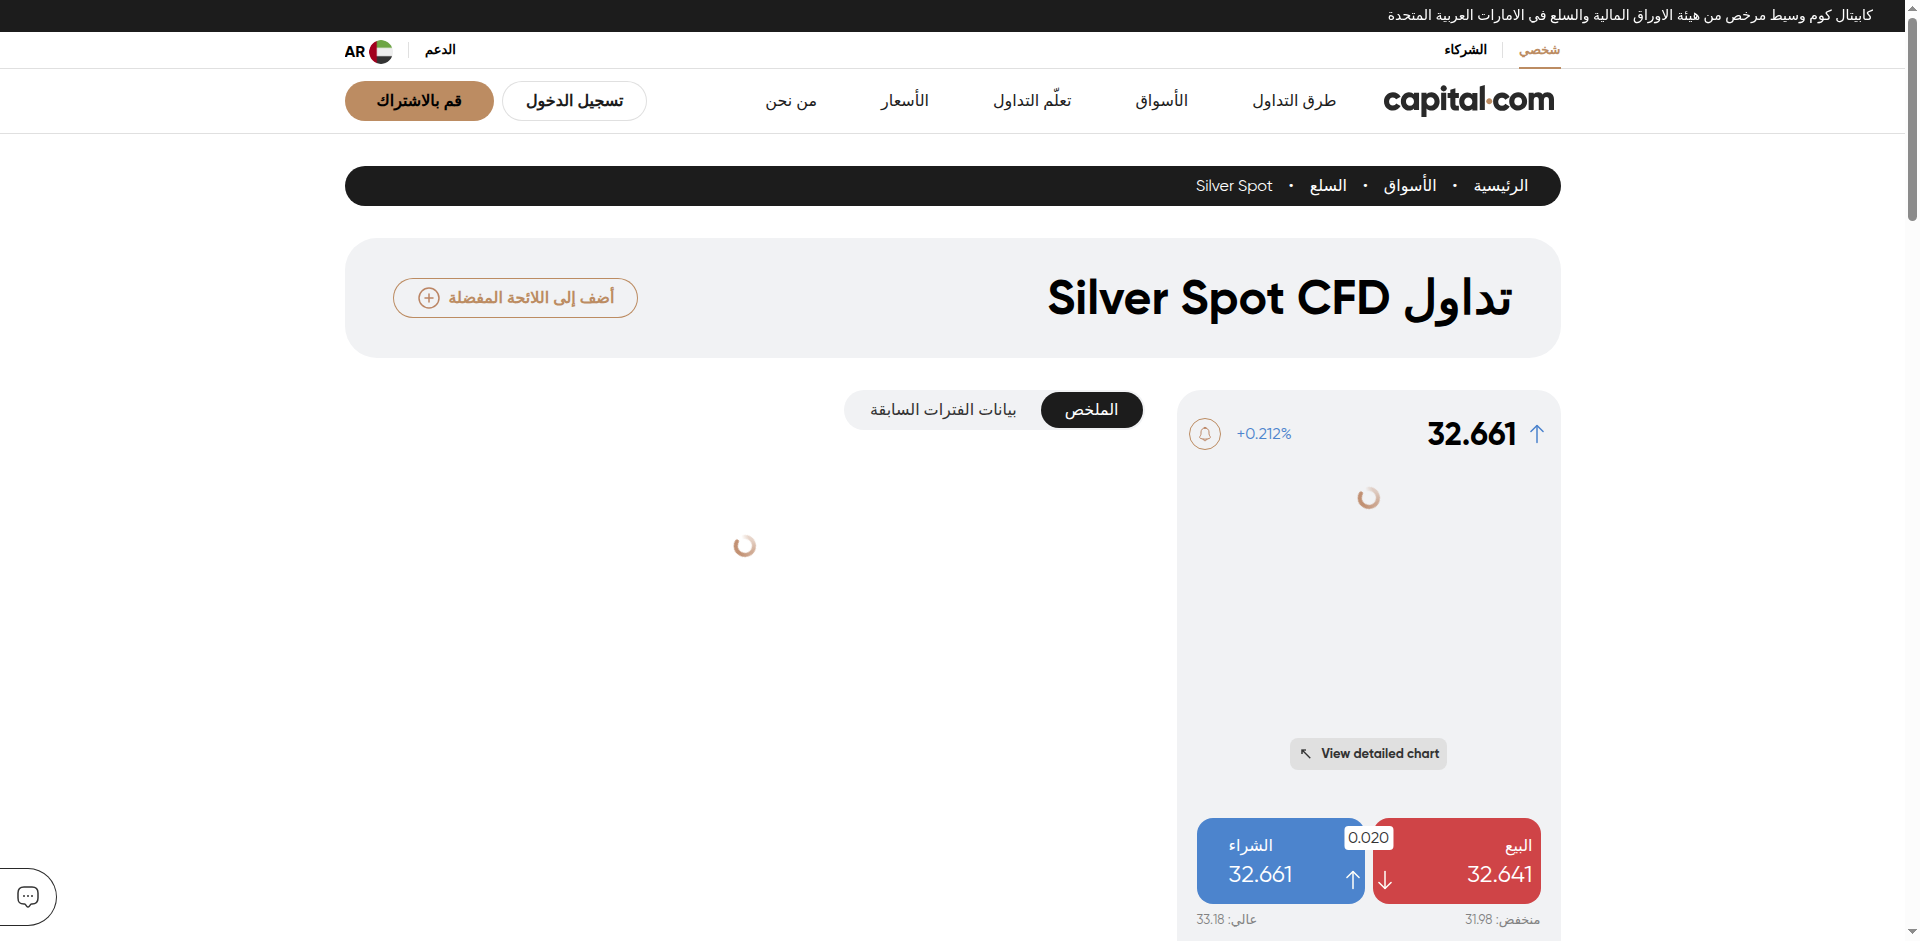 كابيتال كوم وسيط مرخص من هيئة الاوراق المالية والسلع في الامارات العربية المتحدة
شخصي
الشركاء
الدعم
AR
capital.com
طرق التداول
الأسواق
تعلّم التداول
الأسعار
من نحن
تسجيل الدخول
قم بالاشتراك
الرئيسية • الأسواق • السلع • Silver Spot
تداول Silver Spot CFD
أضف إلى اللائحة المفضلة
32.661
+0.212%
الملخص
بيانات الفترات السابقة
View detailed chart
البيع
32.641
0.020
الشراء
32.661
منخفض: 31.98
عالي: 33.18